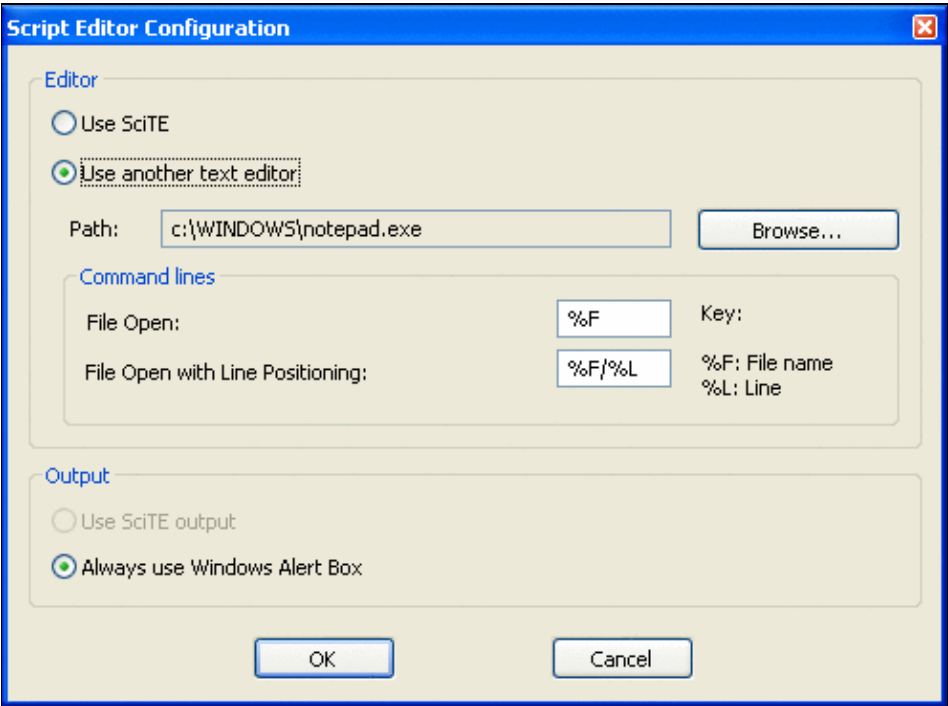 Script Editor Configuration
Editor
Use SciTE
Use another text editor
Path: c:\WINDOWS\notepad.exe Browse...
Command lines
File Open: %F Key:
File Open with Line Positioning: %F/%L %F: File name
%L: Line
Output
Use SciTE output
Always use Windows Alert Box
OK Cancel